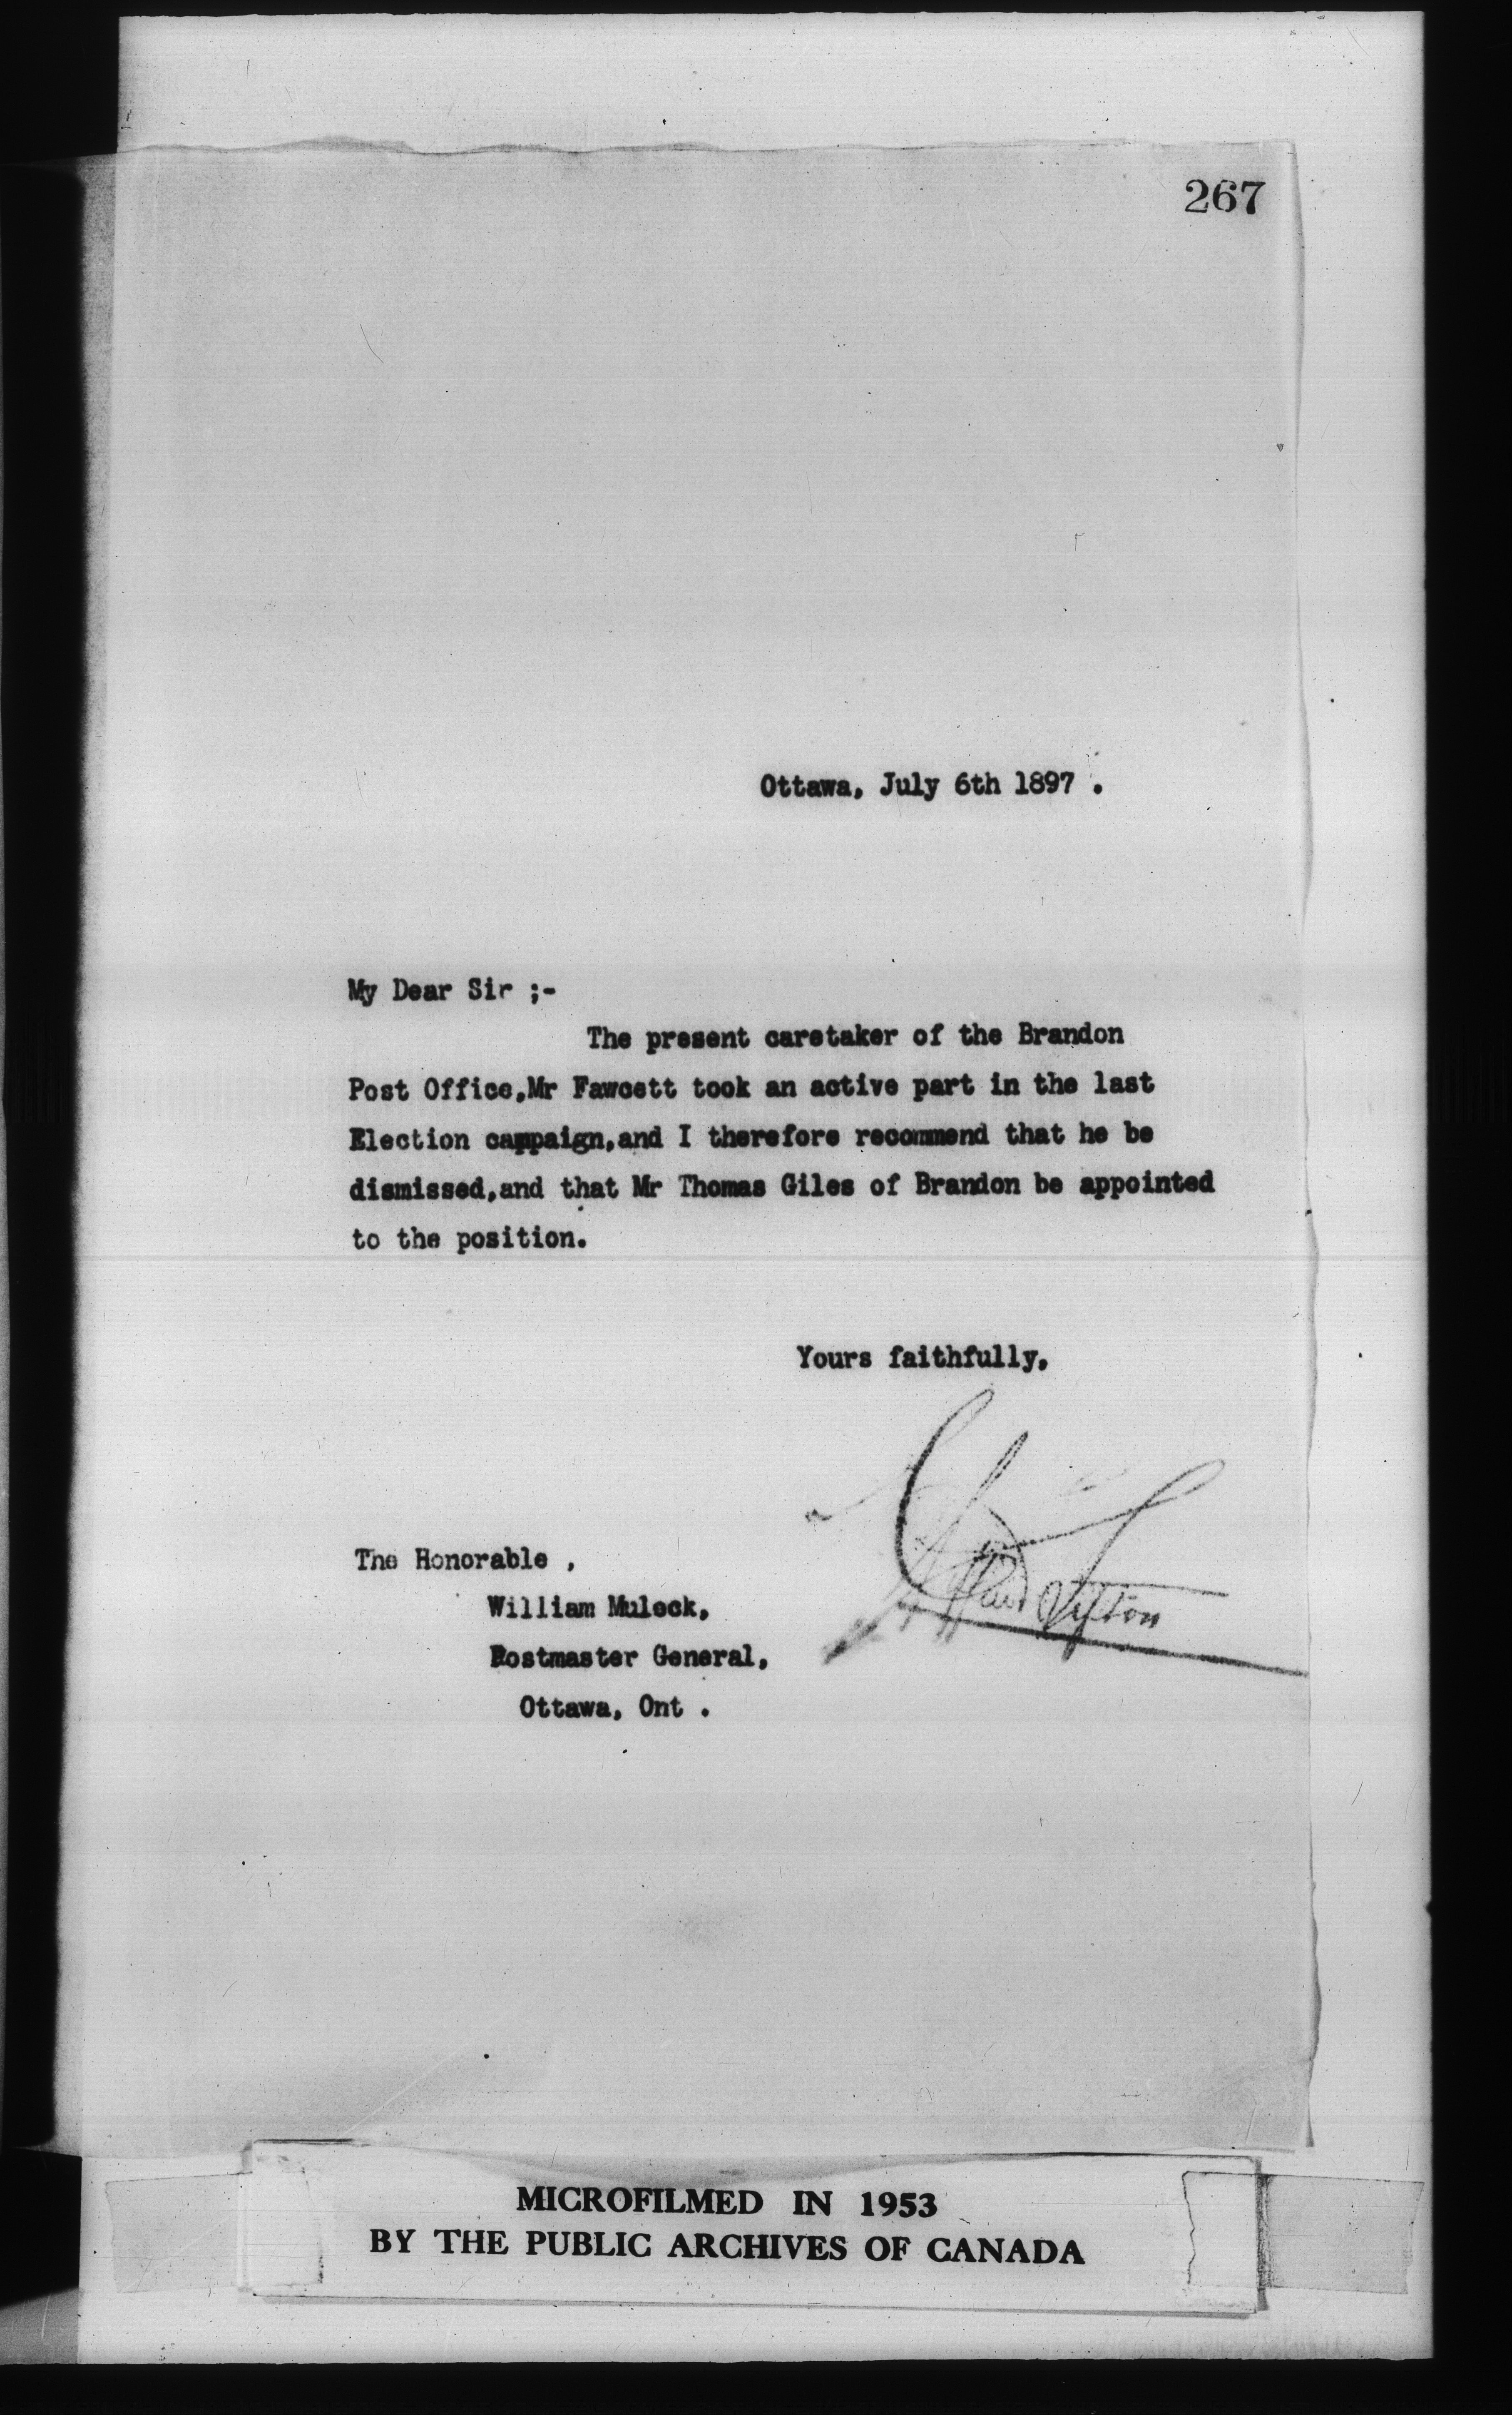 267
Ottawa, July 6th 1897 .
My Dear Sir ;-
The present caretaker of the Brandon
Post Office,Mr Fawcett took an active part in the last
Election campaign,and I therefore recommend that he be
dismissed,and that Mr Thomas Giles of Brandon be appointed
to the position.
Yours faithfully,
Clifford Sifton
The Honorable ,
William Mulock,
Postmaster General,
Ottawa, Ont .
MICROFILMED IN 1953
BY THE PUBLIC ARCHIVES OF CANADA